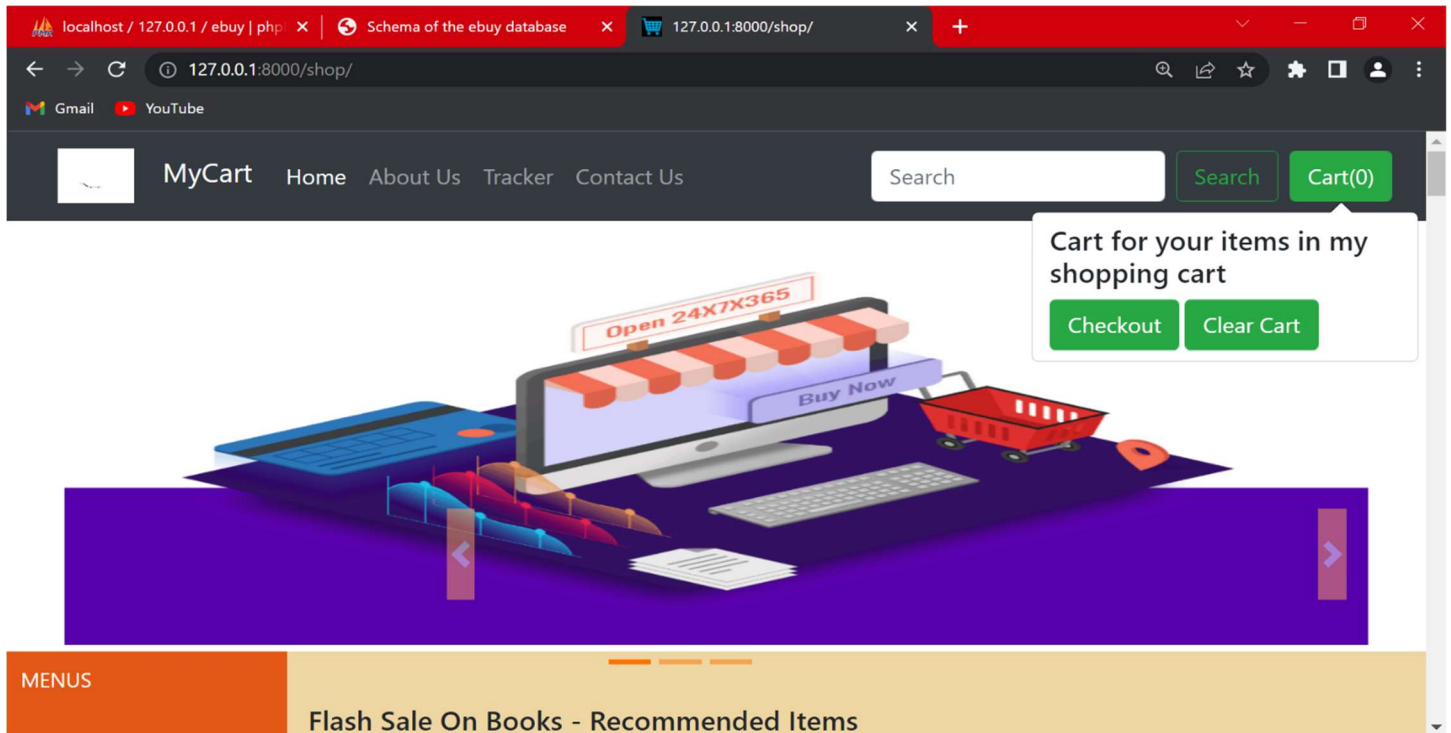 localhost / 127.0.0.1 / ebuy | php
Schema of the ebuy database
127.0.0.1:8000/shop/
127.0.0.1:8000/shop/
Gmail
YouTube
MyCart
Home
About Us
Tracker
Contact Us
Search
Search
Cart(0)
Cart for your items in my
shopping cart
Checkout
Clear Cart
Open 24X7X365
Buy Now
MENUS
Flash Sale On Books - Recommended Items